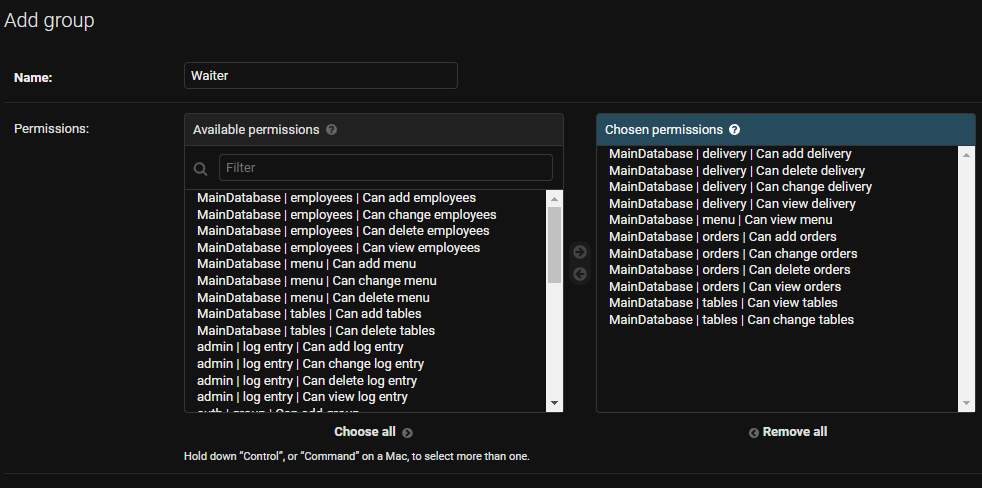 Add group
Name:
Waiter
Permissions:
Available permissions ?
Filter
MainDatabase | employees | Can add employees
MainDatabase | employees | Can change employees
MainDatabase | employees | Can delete employees
MainDatabase | employees | Can view employees
MainDatabase | menu | Can add menu
MainDatabase | menu | Can change menu
MainDatabase | menu | Can delete menu
MainDatabase | tables | Can add tables
MainDatabase | tables | Can delete tables
admin | log entry | Can add log entry
admin | log entry | Can change log entry
admin | log entry | Can delete log entry
admin | log entry | Can view log entry
auth | group | Can add group
Choose all
Chosen permissions ?
MainDatabase | delivery | Can add delivery
MainDatabase | delivery | Can delete delivery
MainDatabase | delivery | Can change delivery
MainDatabase | delivery | Can view delivery
MainDatabase | menu | Can view menu
MainDatabase | orders | Can add orders
MainDatabase | orders | Can change orders
MainDatabase | orders | Can delete orders
MainDatabase | orders | Can view orders
MainDatabase | tables | Can view tables
MainDatabase | tables | Can change tables
Remove all
Hold down “Control”, or “Command” on a Mac, to select more than one.